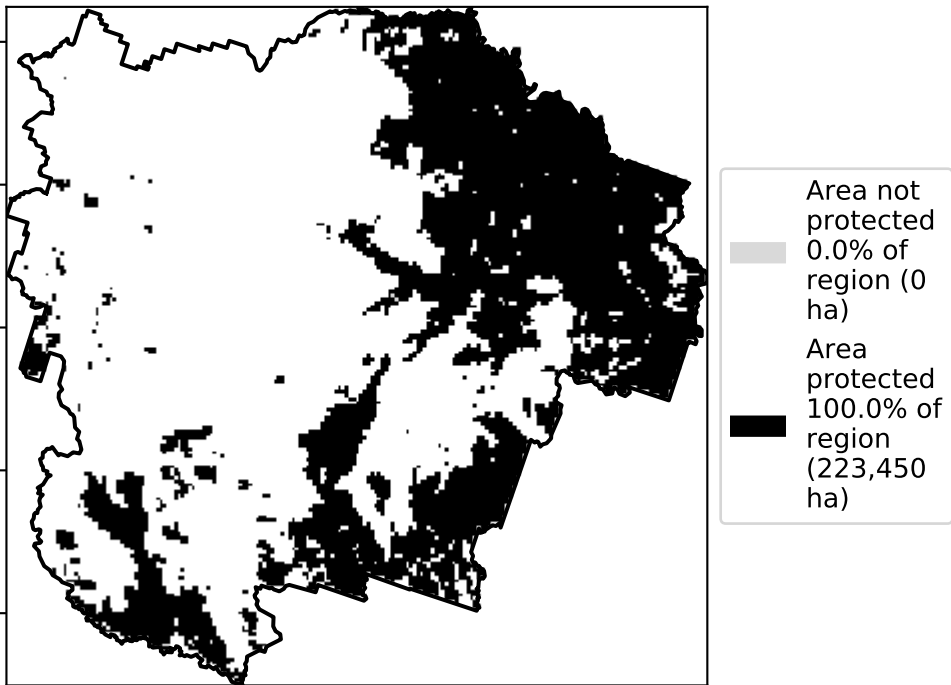 Area not
protected
0.0% of
region (0
ha)
Area
protected
100.0% of
region
(223,450
ha)